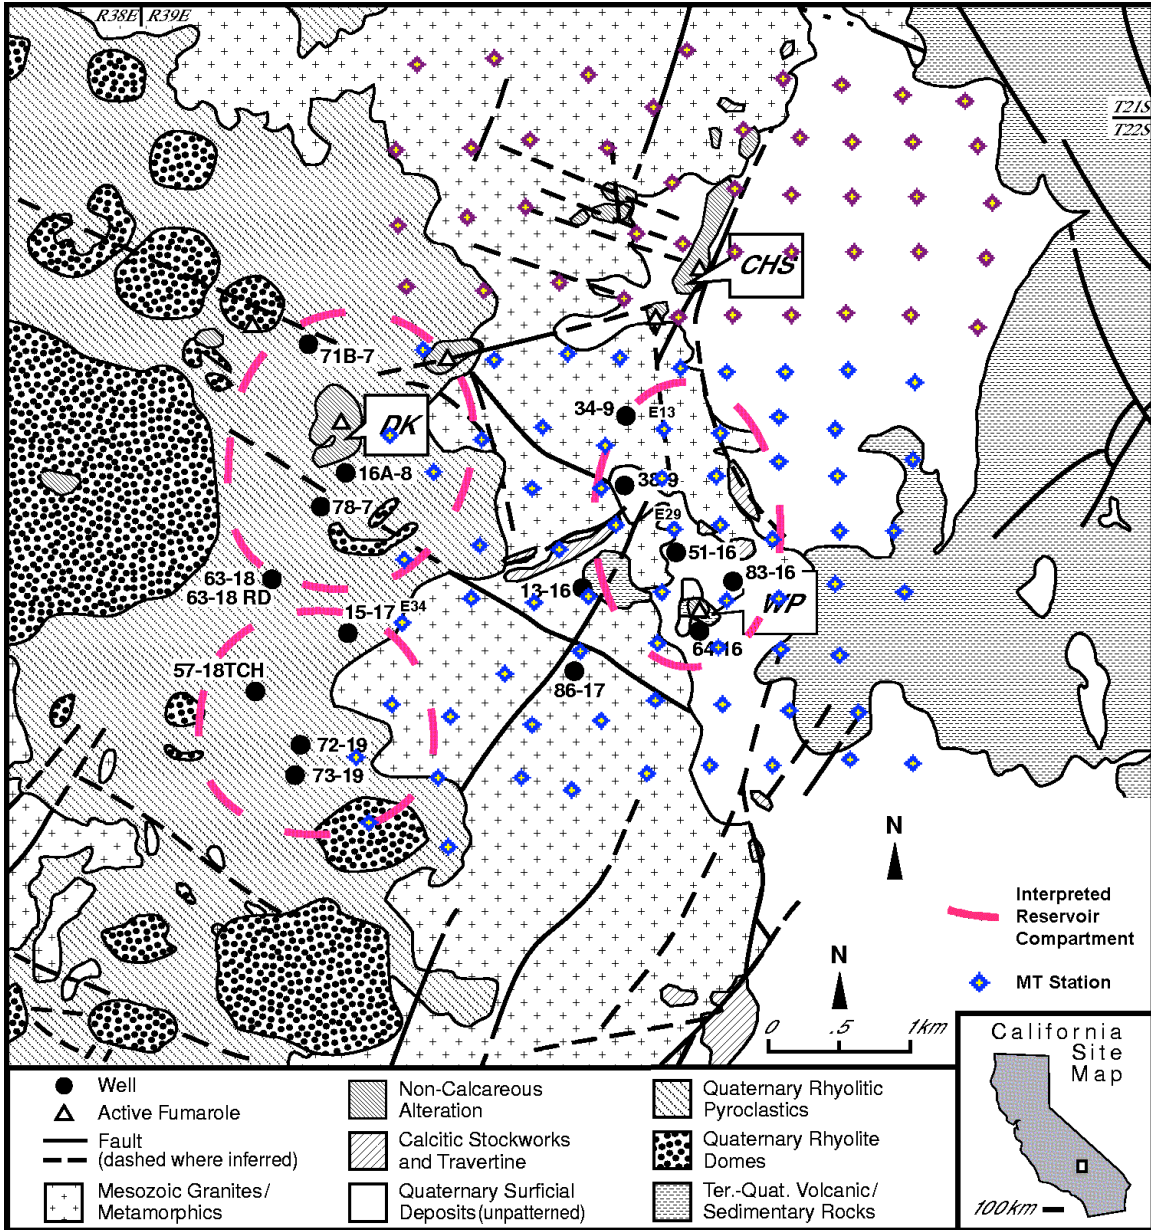 R38E R39E
T21S
T22S
CHS
71B-7
DK
34-9
E13
16A-8
38-9
78-7
E29
51-16
63-18
63-18 RD
13-16
83-16
WP
15-17
E34
64-16
57-18TCH
86-17
72-19
73-19
N
Interpreted
Reservoir
Compartment
N
MT Station
0 .5 1km
California
Site
Map
100km
Well
Active Fumarole
Fault
(dashed where inferred)
Mesozoic Granites/
Metamorphics
Non-Calcareous
Alteration
Calcitic Stockworks
and Travertine
Quaternary Surficial
Deposits (unpatterned)
Quaternary Rhyolitic
Pyroclastics
Quaternary Rhyolite
Domes
Ter.-Quat. Volcanic/
Sedimentary Rocks